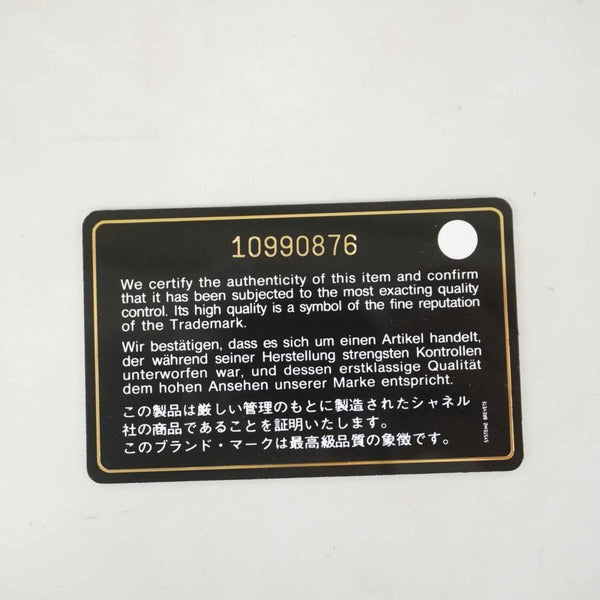 10990876
We certify the authenticity of this item and confirm
that it has been subjected to the most exacting quality
control. Its high quality is a symbol of the fine reputation
of the Trademark.
Wir bestätigen, dass es sich um einen Artikel handelt,
der während seiner Herstellung strengsten Kontrollen
unterworfen war, und dessen erstklassige Qualität
dem hohen Ansehen unserer Marke entspricht.
この製品は厳しい管理のもとに製造されたシャネル
社の商品であることを証明いたします。
このブランド・マークは最高級品質の象徴です。
SYSTEME BREVETE